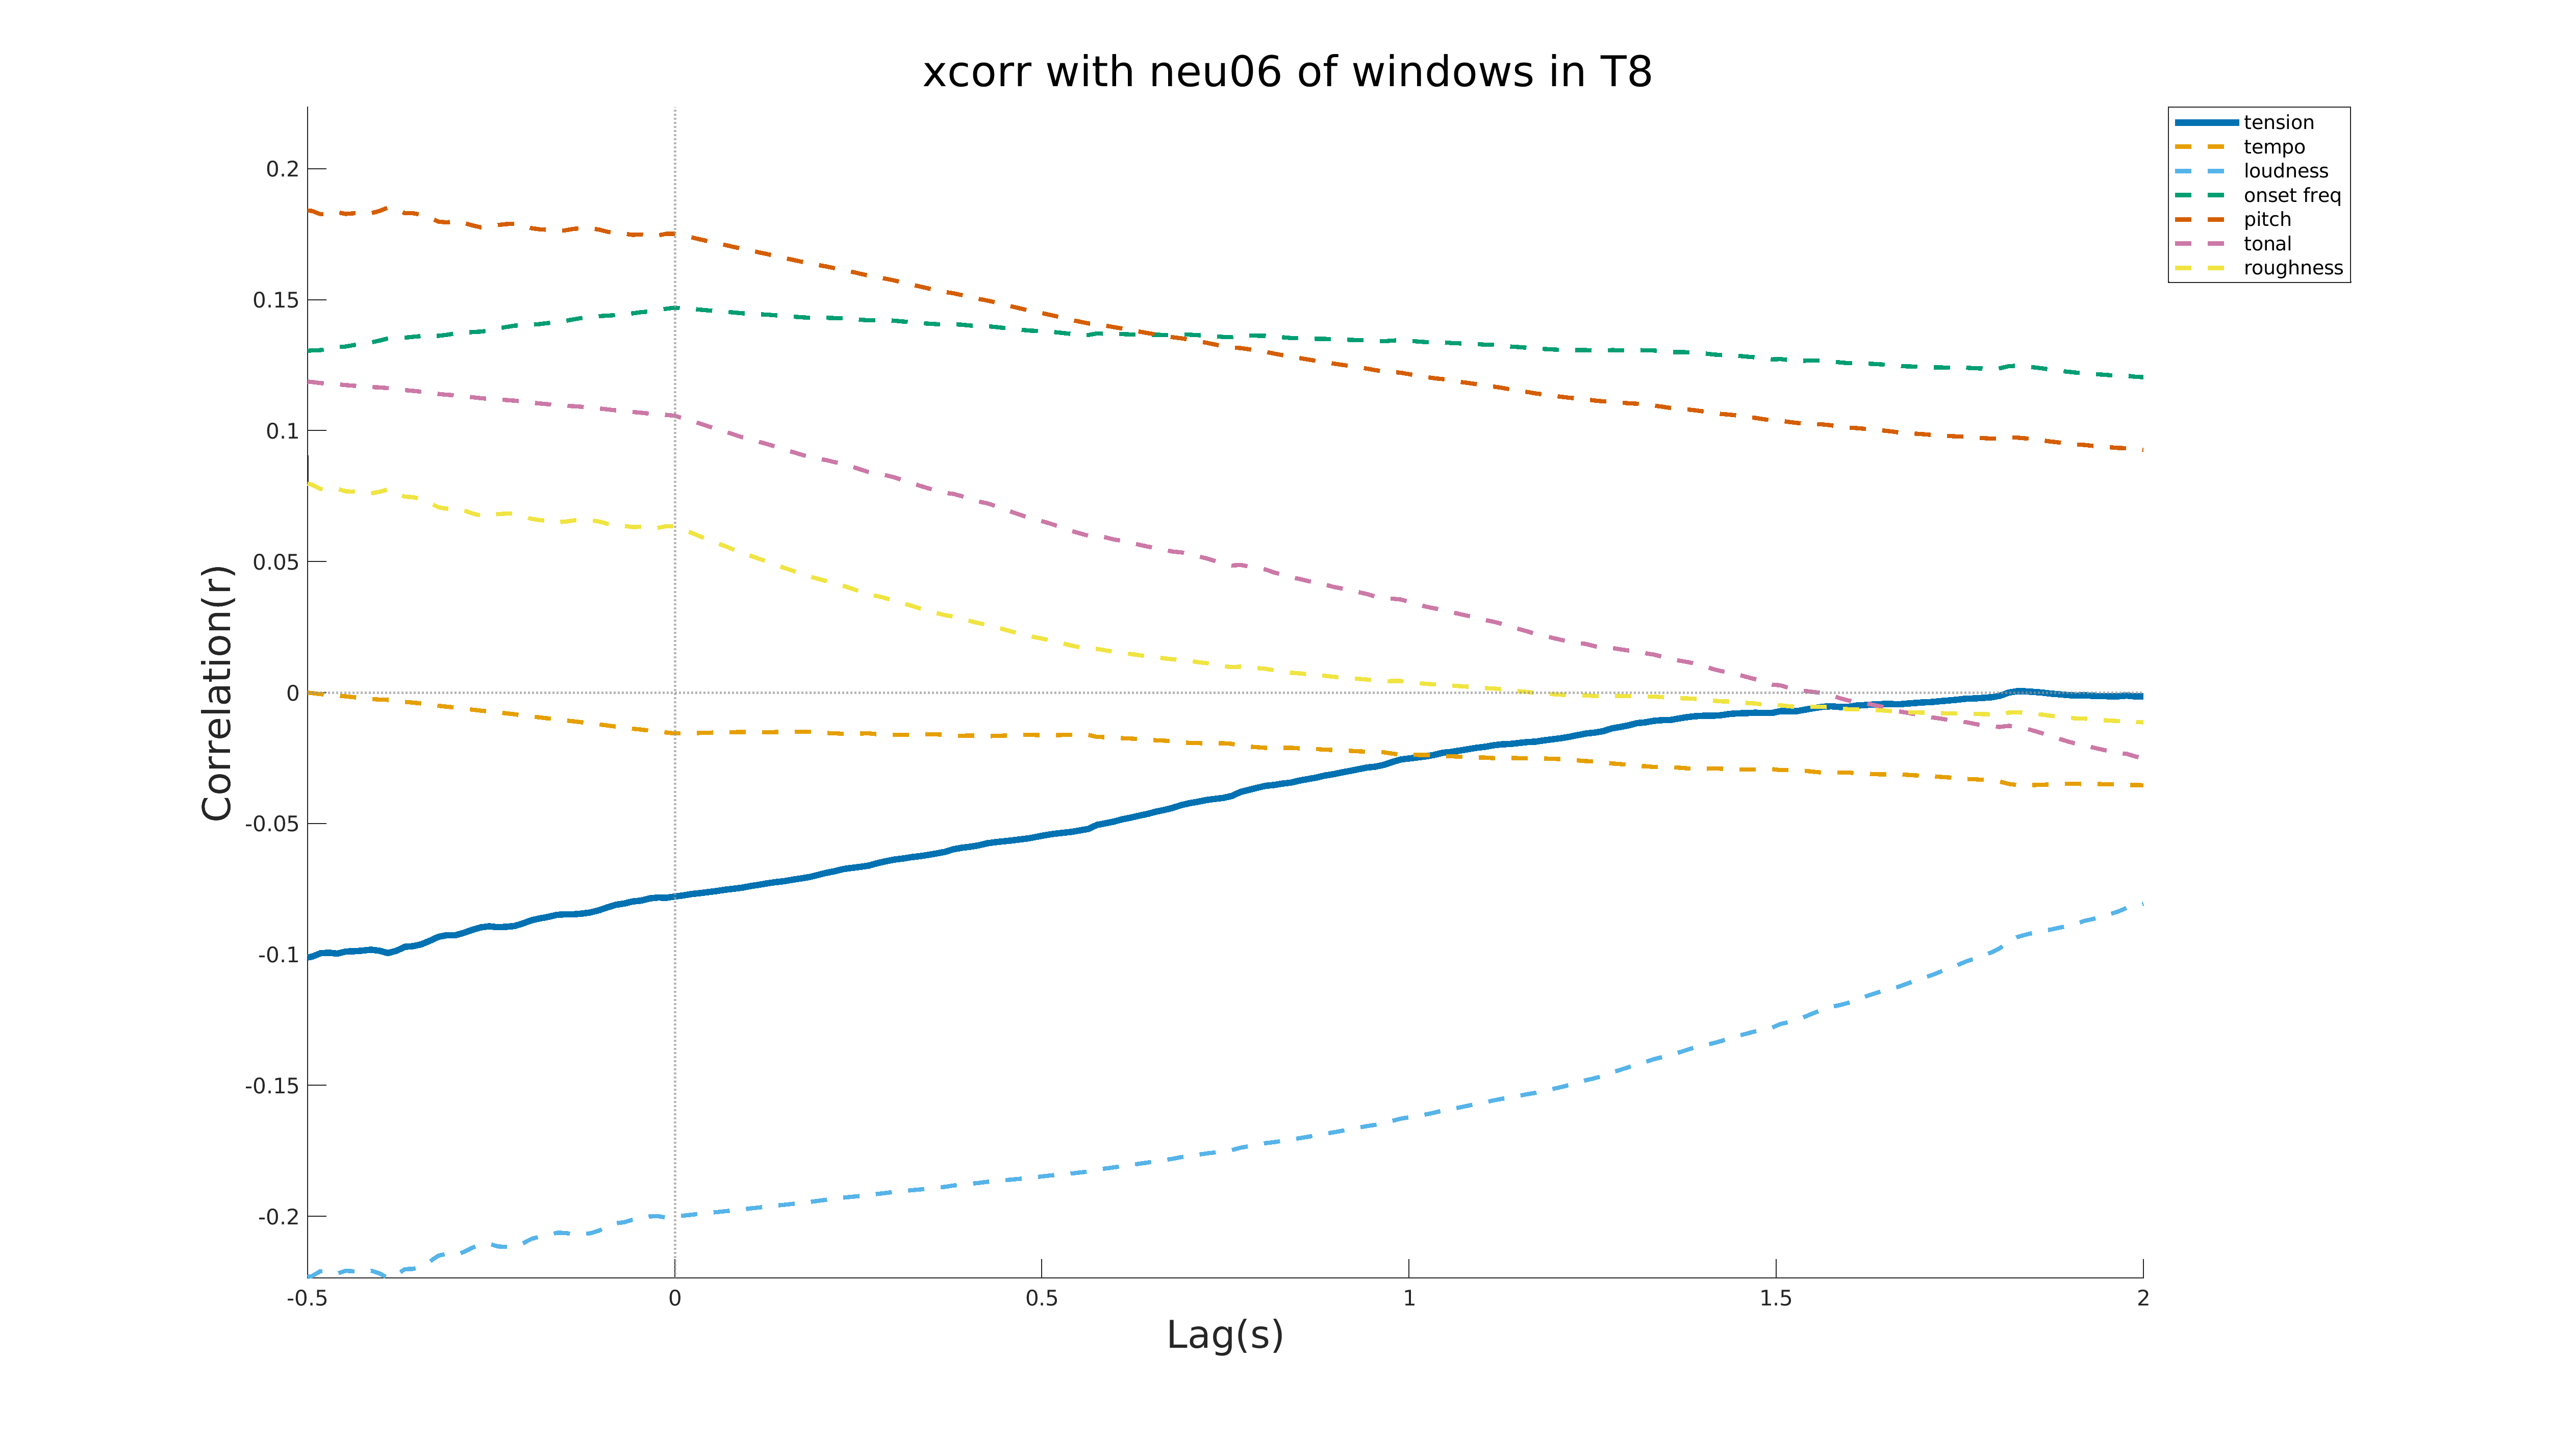 xcorr with neu06 of windows in T8
tension
tempo
loudness
onset freq
pitch
tonal
roughness
0.2
0.15
0.1
0.05
0
-0.05
-0.1
-0.15
-0.2
Correlation(r)
-0.5
0
0.5
1
1.5
2
Lag(s)